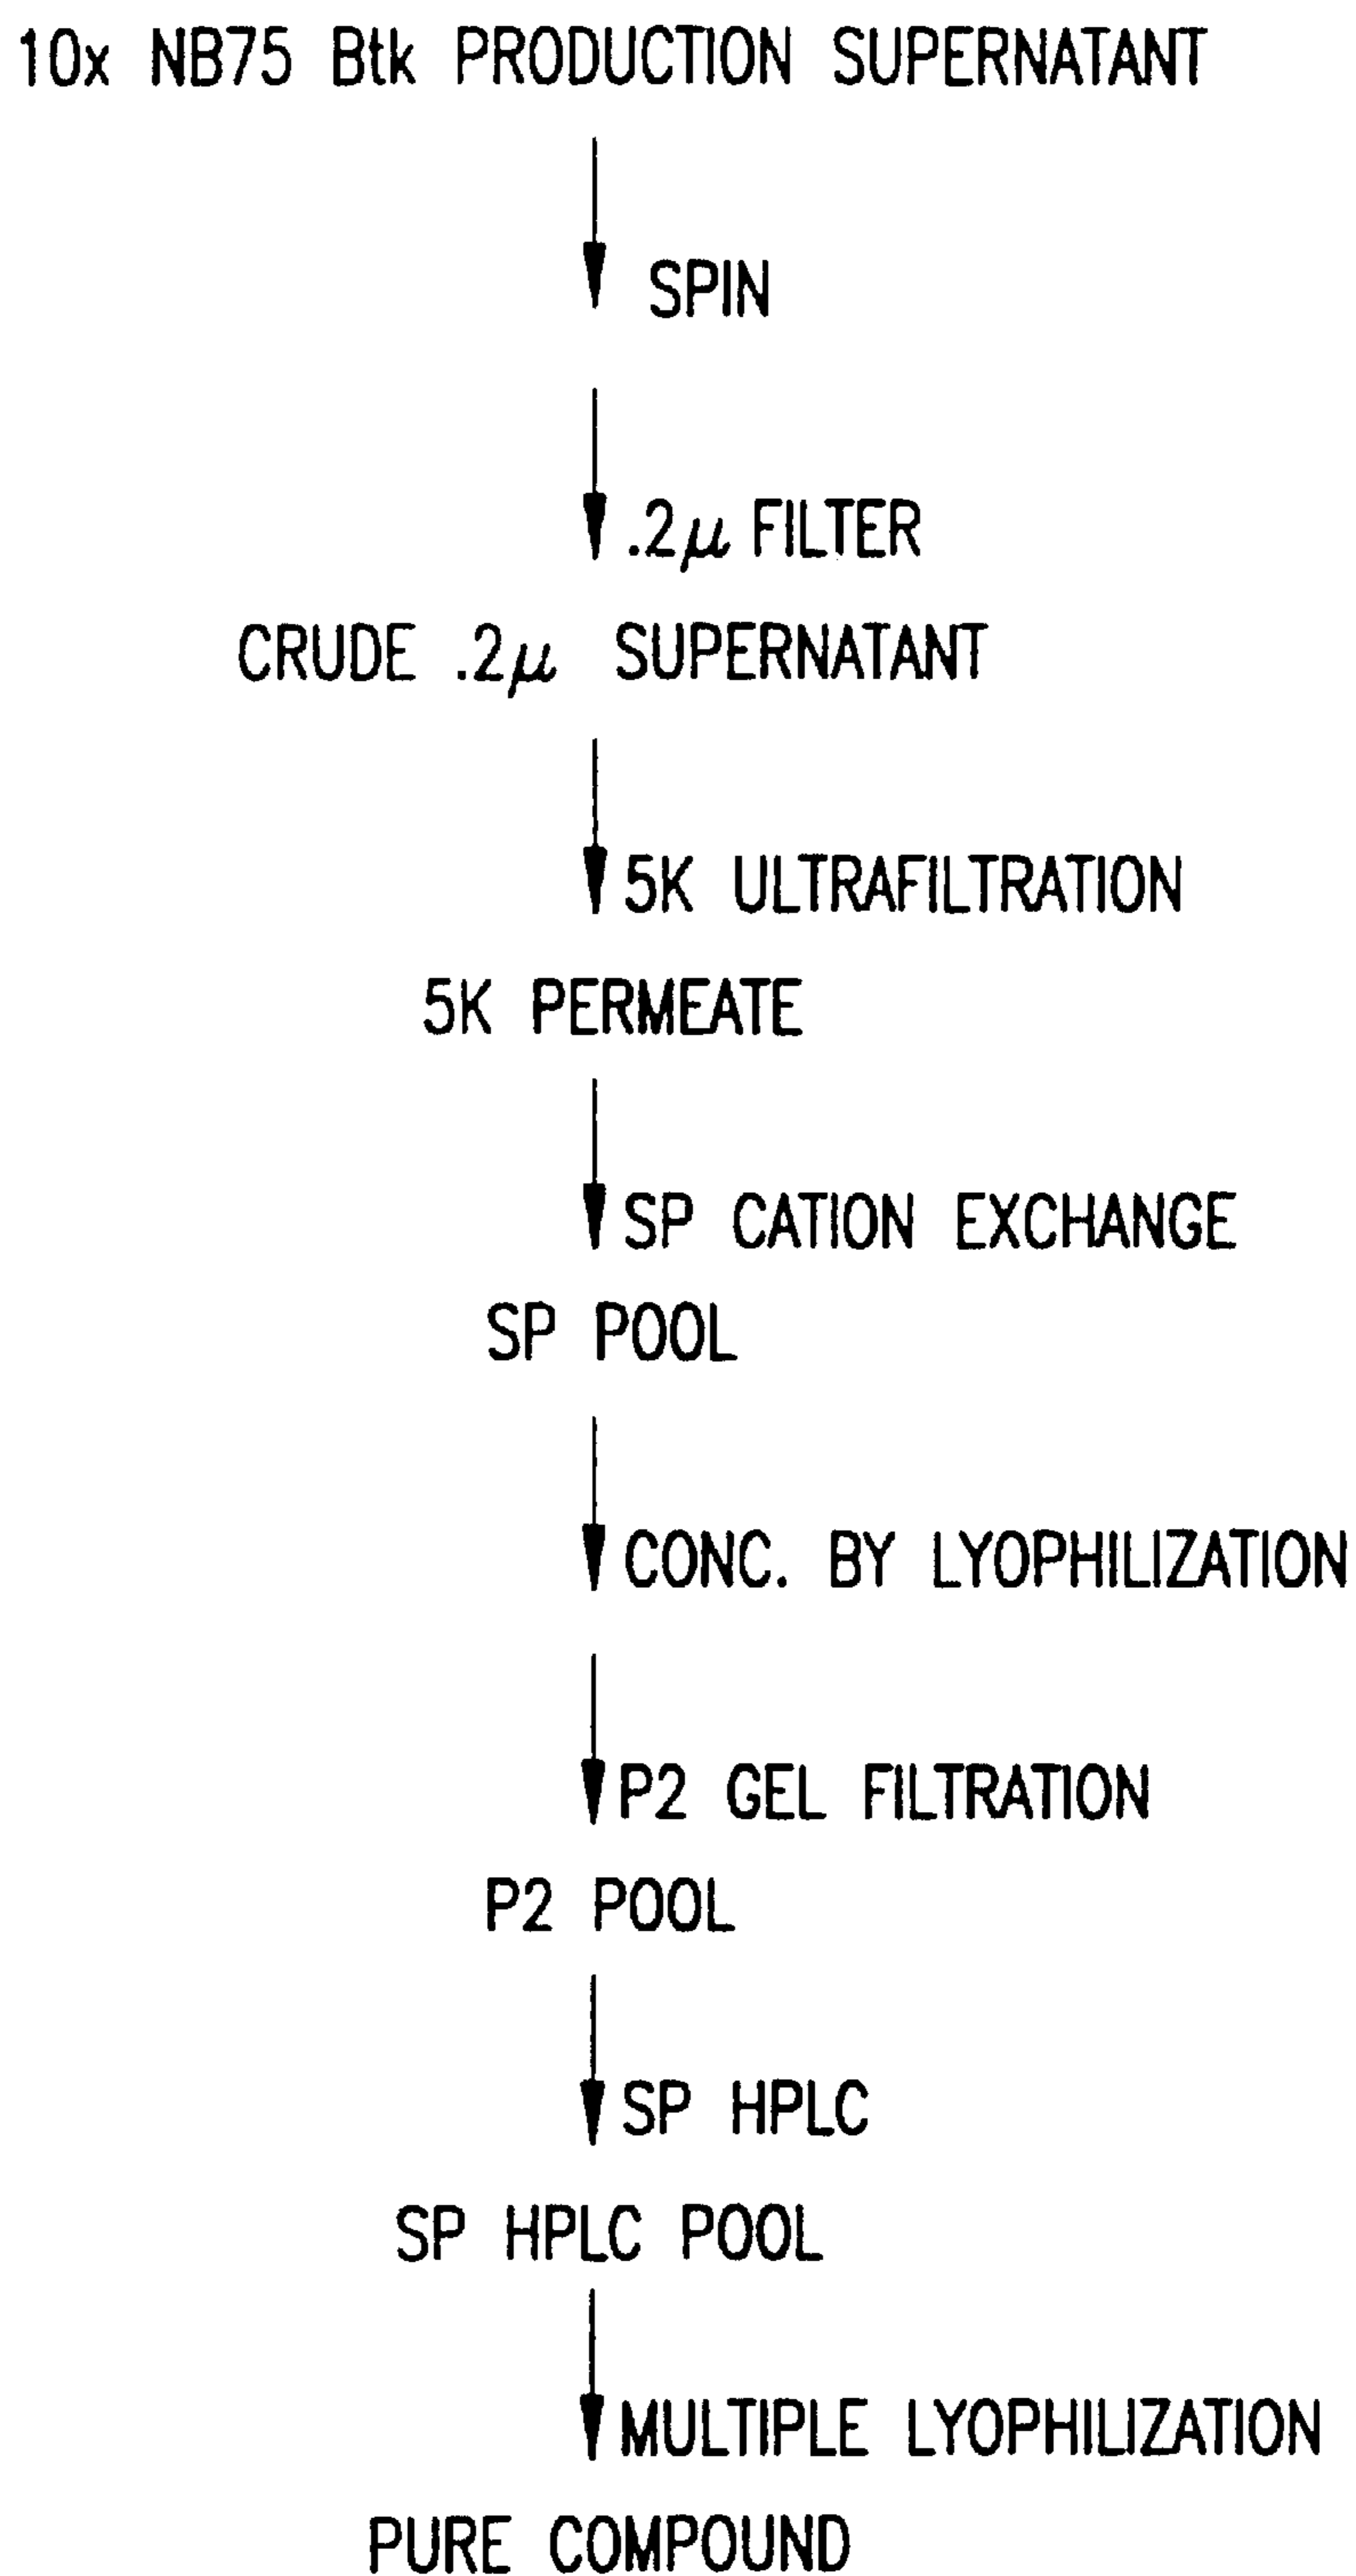 10x NB75 Btk PRODUCTION SUPERNATANT
SPIN
.2μ FILTER
CRUDE .2μ SUPERNATANT
5K ULTRAFILTRATION
5K PERMEATE
SP CATION EXCHANGE
SP POOL
CONC. BY LYOPHILIZATION
P2 GEL FILTRATION
P2 POOL
SP HPLC
SP HPLC POOL
MULTIPLE LYOPHILIZATION
PURE COMPOUND